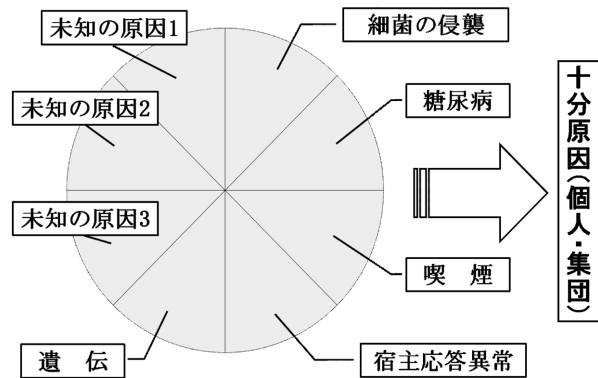 未知の原因1
細菌の侵襲
未知の原因2
糖尿病
未知の原因3
喫　煙
遺　伝
宿主応答異常
十分原因(個人・集団)